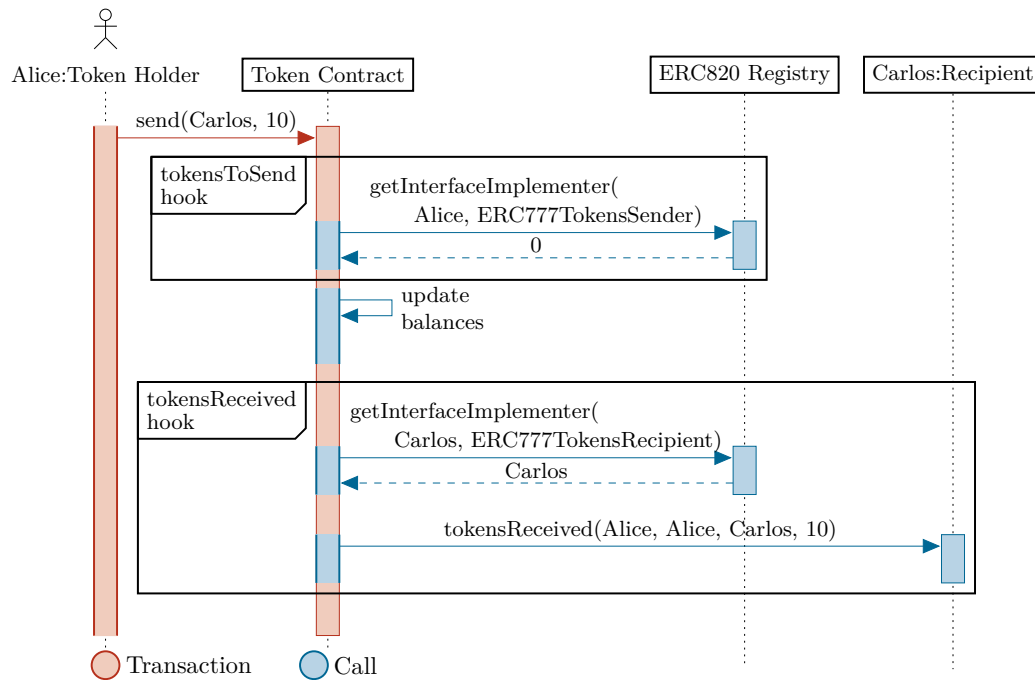 Alice:Token Holder
Token Contract
ERC820 Registry
Carlos:Recipient
send(Carlos, 10)
tokensToSend
hook
getInterfaceImplementer(
Alice, ERC777TokensSender)
0
update
balances
tokensReceived
hook
getInterfaceImplementer(
Carlos, ERC777TokensRecipient)
Carlos
tokensReceived(Alice, Alice, Carlos, 10)
Transaction
Call